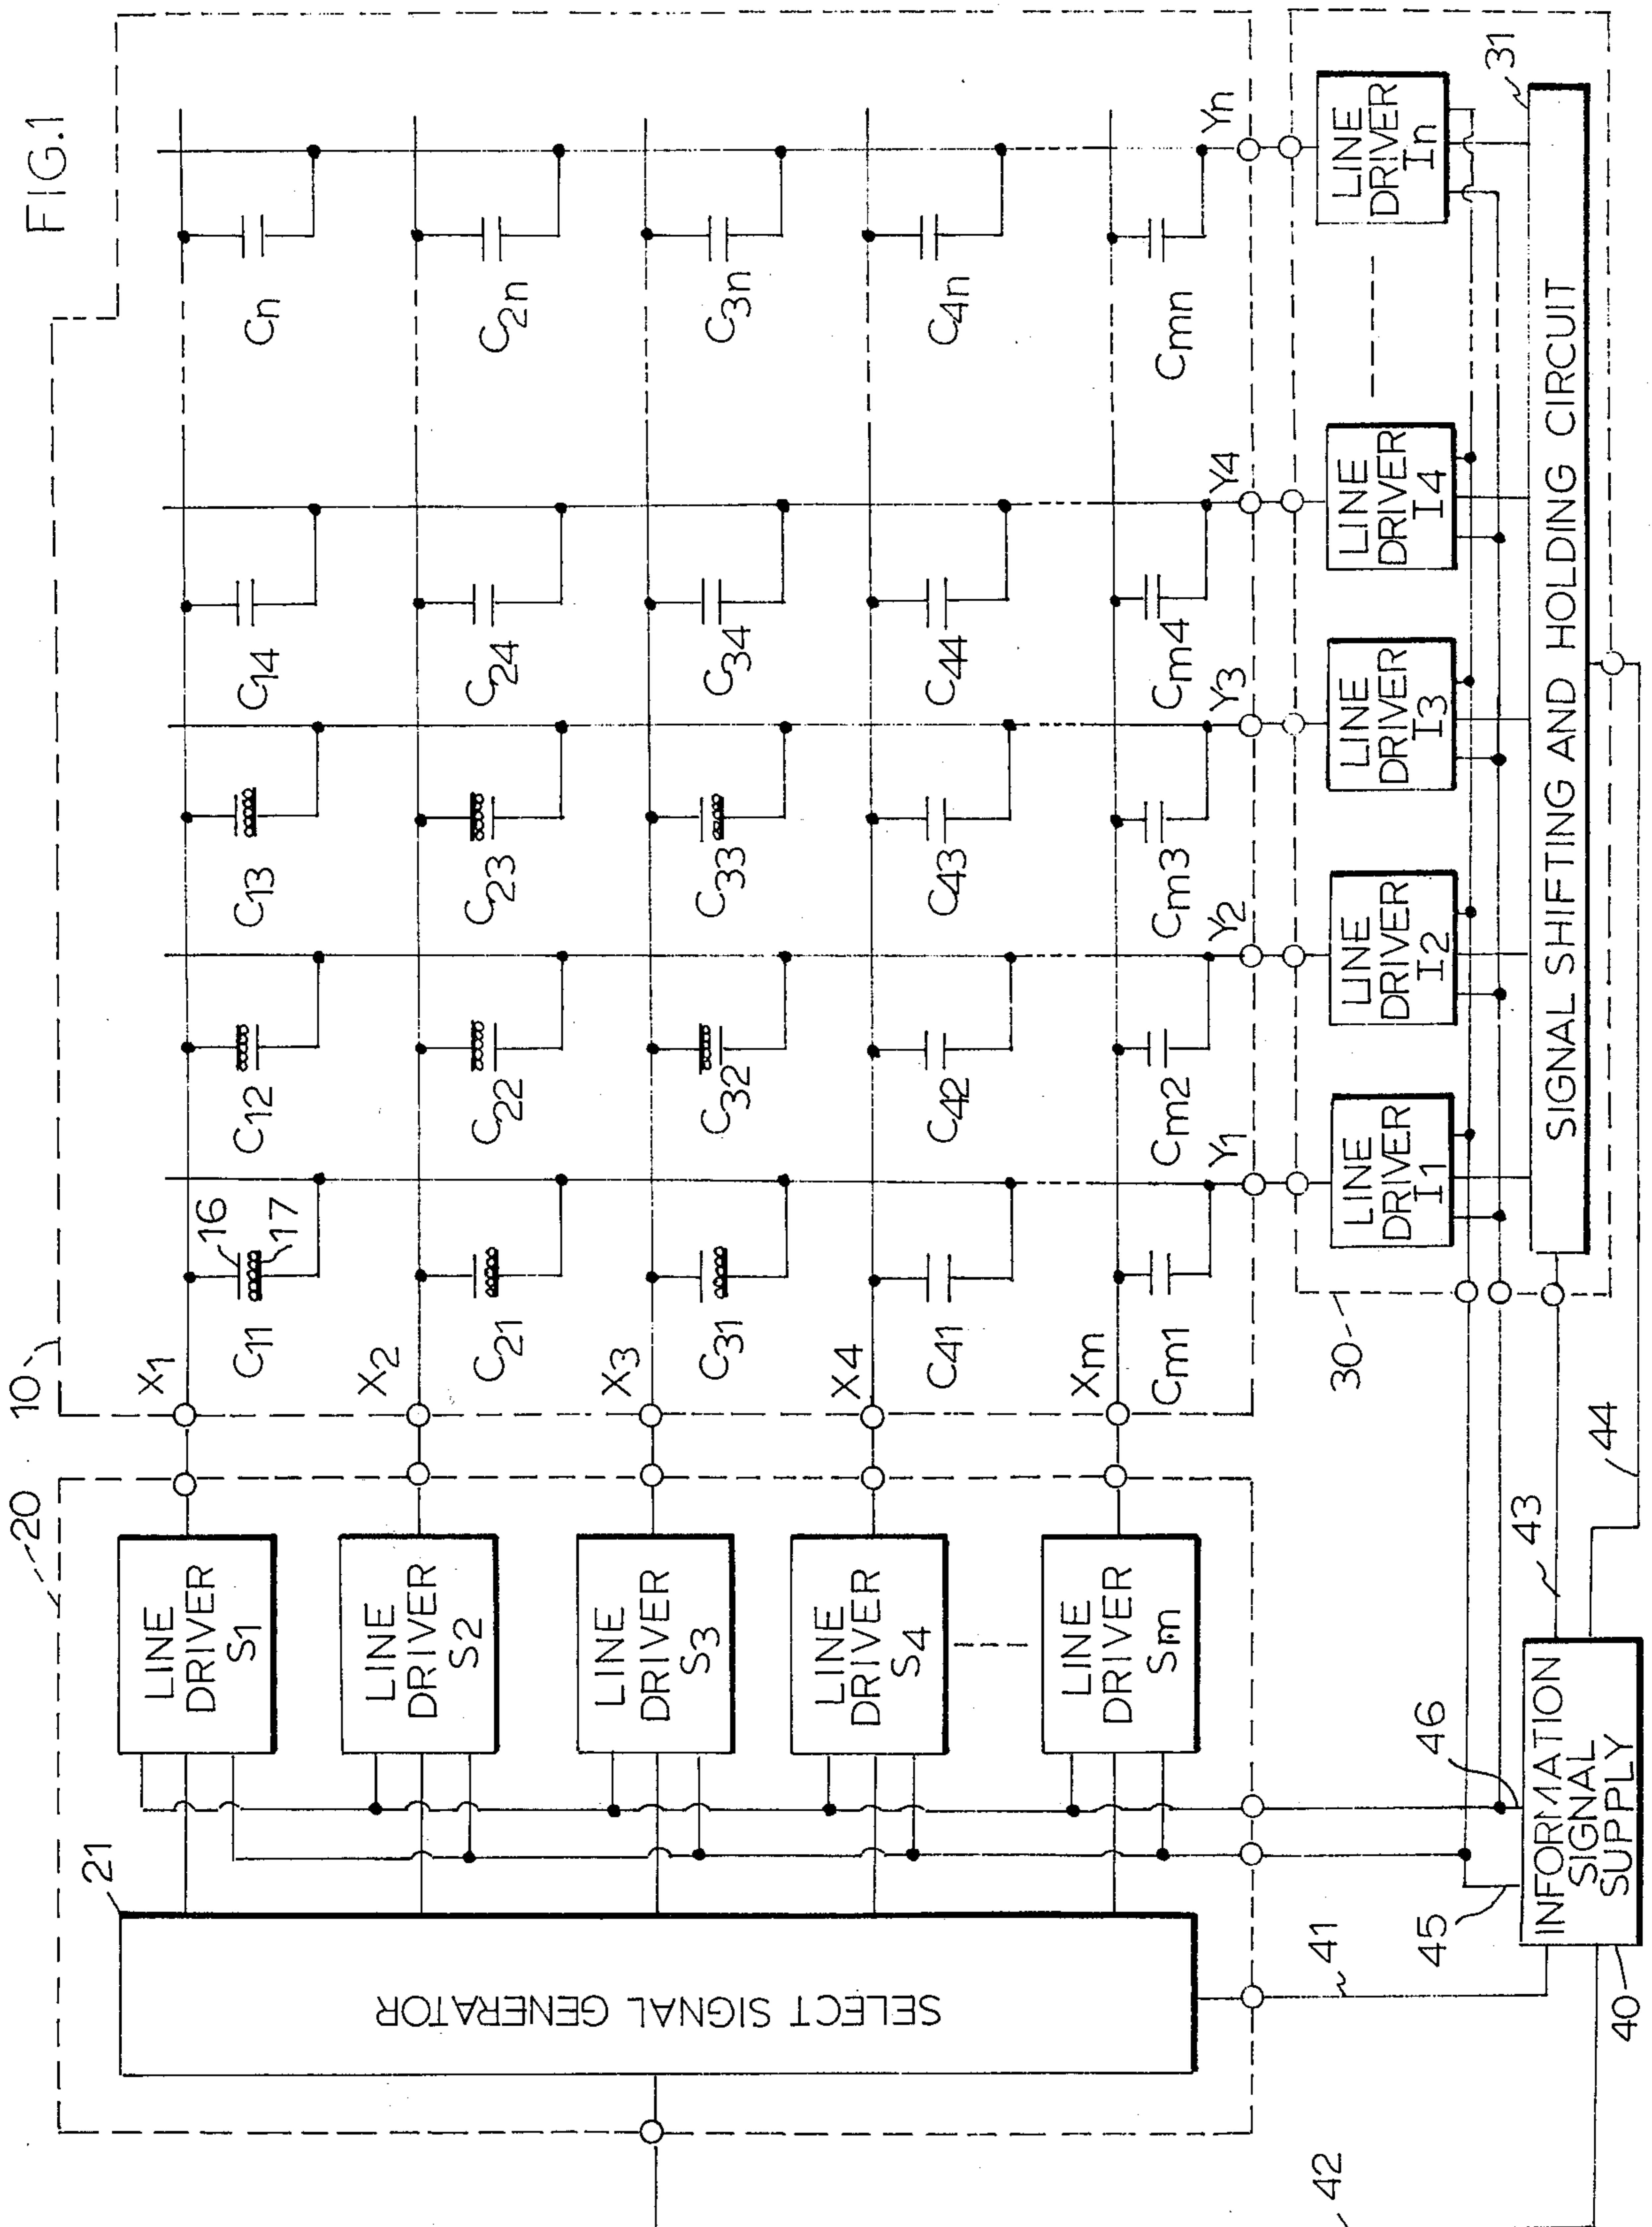 FIG.1
10
20
X1
C11
16
17
C12
C13
C14
Cn
X2
C21
C22
C23
C24
C2n
X3
C31
C32
C33
C34
C3n
X4
C41
C42
C43
C44
C4n
Xm
Cm1
Cm2
Cm3
Cm4
Cmn
Y1
Y2
Y3
Y4
Yn
21
SELECT SIGNAL GENERATOR
LINE
DRIVER
S1
LINE
DRIVER
S2
LINE
DRIVER
S3
LINE
DRIVER
S4
LINE
DRIVER
Sm
30
LINE
DRIVER
I1
LINE
DRIVER
I2
LINE
DRIVER
I3
LINE
DRIVER
I4
LINE
DRIVER
In
31
SIGNAL SHIFTING AND HOLDING CIRCUIT
41
42
43
44
45
46
40
INFORMATION
SIGNAL
SUPPLY